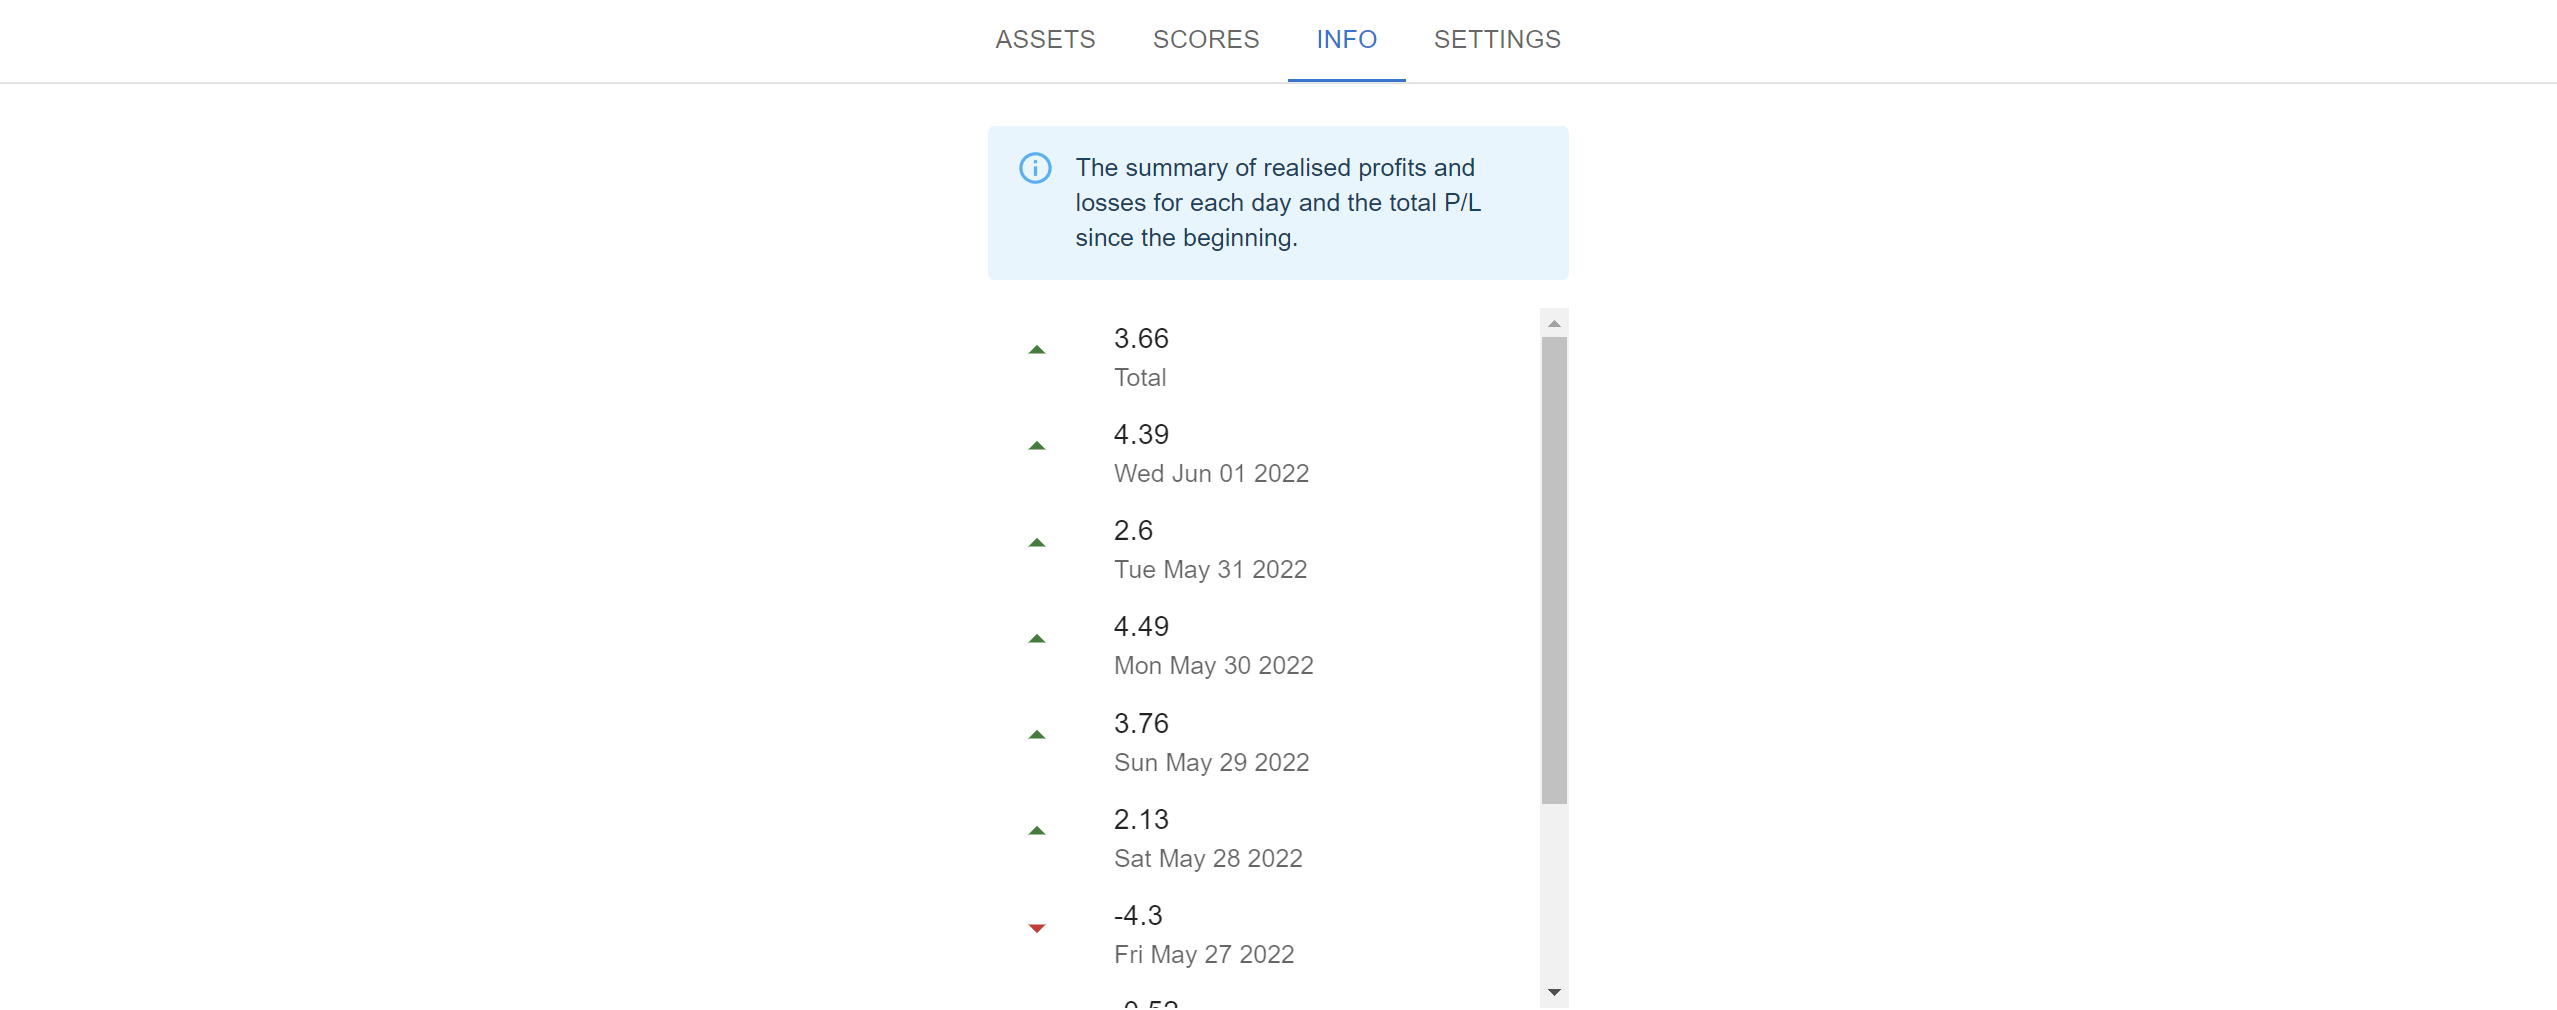 ASSETS SCORES INFO SETTINGS
The summary of realised profits and
losses for each day and the total P/L
since the beginning.
3.66
Total
4.39
Wed Jun 01 2022
2.6
Tue May 31 2022
4.49
Mon May 30 2022
3.76
Sun May 29 2022
2.13
Sat May 28 2022
-4.3
Fri May 27 2022